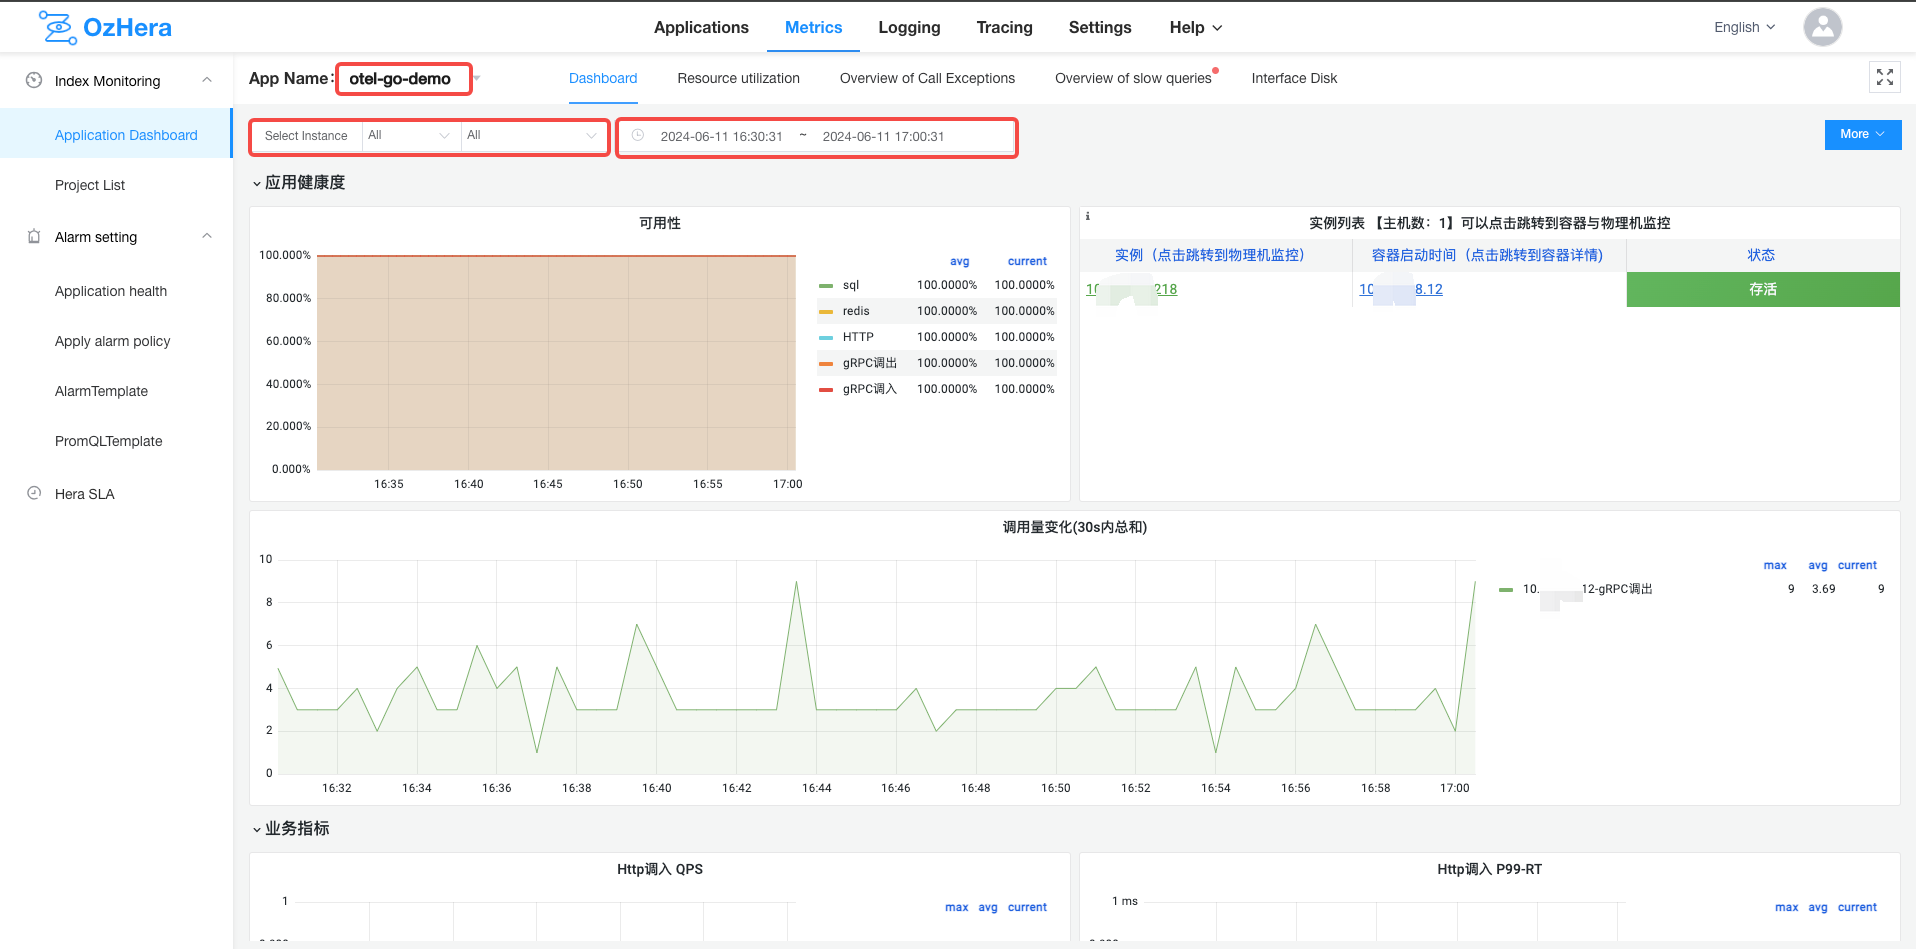 OzHera
Applications
Metrics
Logging
Tracing
Settings
Help
English
Index Monitoring
Application Dashboard
Project List
Alarm setting
Application health
Apply alarm policy
AlarmTemplate
PromQLTemplate
Hera SLA
App Name: otel-go-demo
Dashboard
Resource utilization
Overview of Call Exceptions
Overview of slow queries
Interface Disk
Select Instance All All
2024-06-11 16:30:31 ~ 2024-06-11 17:00:31
More
应用健康度
可用性
100.000%
80.000%
60.000%
40.000%
20.000%
0.000%
16:35 16:40 16:45 16:50 16:55 17:00
avg current
sql 100.0000% 100.0000%
redis 100.0000% 100.0000%
HTTP 100.0000% 100.0000%
gRPC调出 100.0000% 100.0000%
gRPC调入 100.0000% 100.0000%
实例列表 【主机数：1】可以点击跳转到容器与物理机监控
实例（点击跳转到物理机监控） 容器启动时间（点击跳转到容器详情) 状态
10 218 10 8.12 存活
调用量变化(30s内总和)
10
8
6
4
2
0
16:32 16:34 16:36 16:38 16:40 16:42 16:44 16:46 16:48 16:50 16:52 16:54 16:56 16:58 17:00
max avg current
10. 12-gRPC调出 9 3.69 9
业务指标
Http调入 QPS
1
max avg current
Http调入 P99-RT
1 ms
max avg current